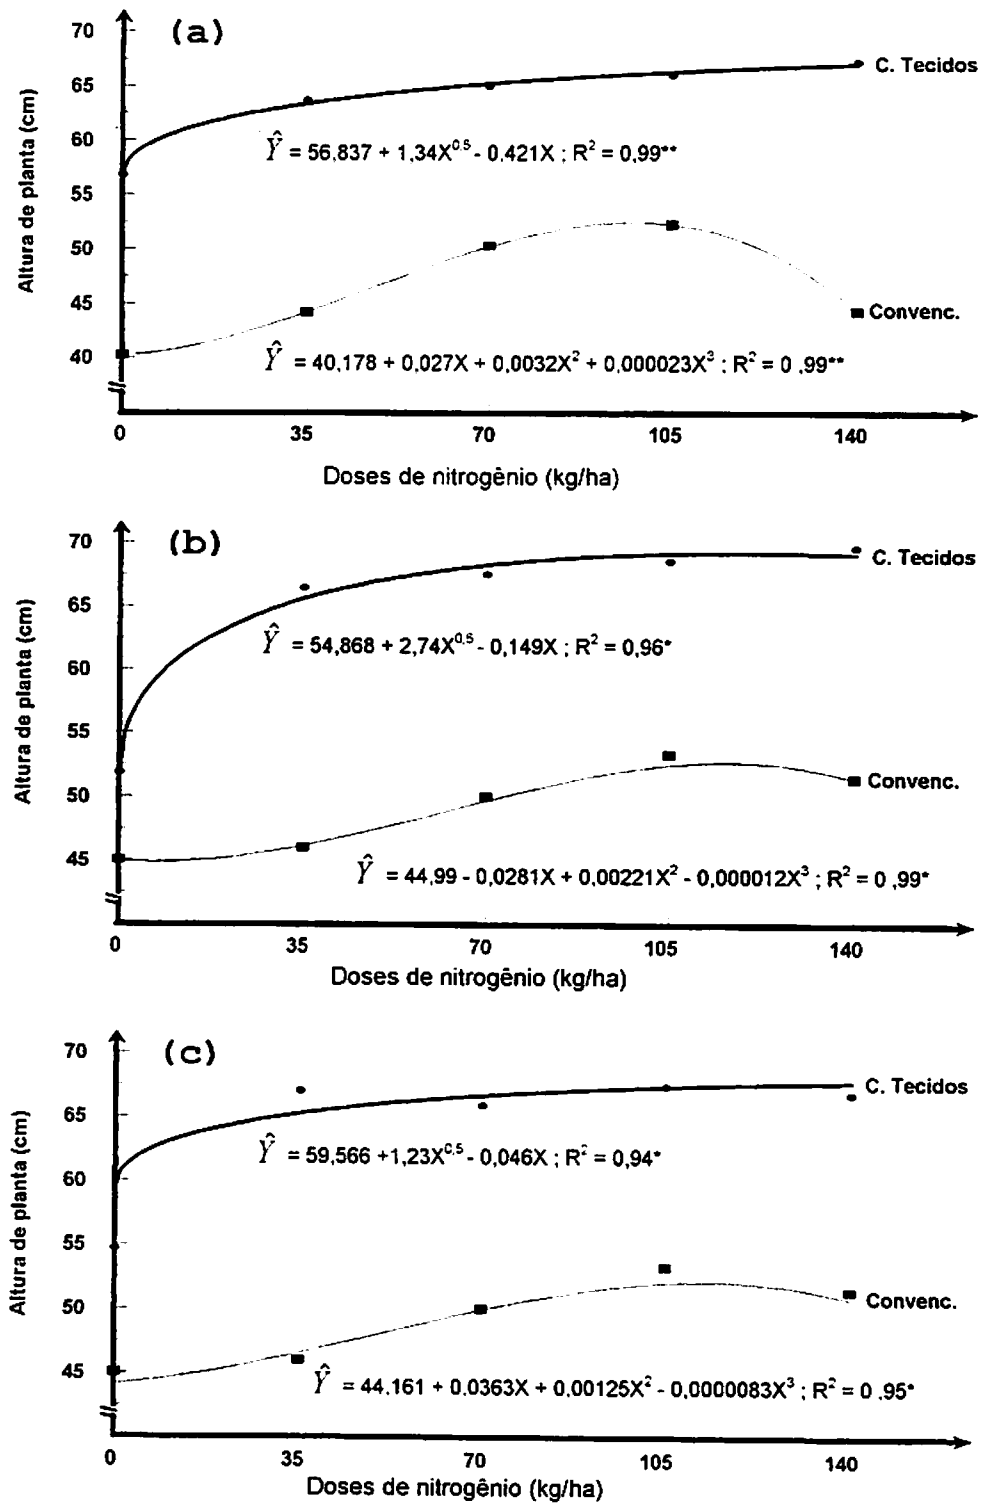 (a)
70
65
60
55
50
45
40
Altura de planta (cm)
C. Tecidos
Ŷ = 56,837 + 1,34X^0,5 - 0,421X ; R² = 0,99**
Convenc.
Ŷ = 40,178 + 0,027X + 0,0032X² + 0,000023X³ ; R² = 0,99**
0 35 70 105 140
Doses de nitrogênio (kg/ha)
(b)
70
65
60
55
50
45
Altura de planta (cm)
C. Tecidos
Ŷ = 54,868 + 2,74X^0,5 - 0,149X ; R² = 0,96*
Convenc.
Ŷ = 44,99 - 0,0281X + 0,00221X² - 0,000012X³ ; R² = 0,99*
0 35 70 105 140
Doses de nitrogênio (kg/ha)
(c)
70
65
60
55
50
45
Altura de planta (cm)
C. Tecidos
Ŷ = 59,566 +1,23X^0,5 - 0,046X ; R² = 0,94*
Convenc.
Ŷ = 44,161 + 0,0363X + 0,00125X² - 0,0000083X³ ; R² = 0,95*
0 35 70 105 140
Doses de nitrogênio (kg/ha)